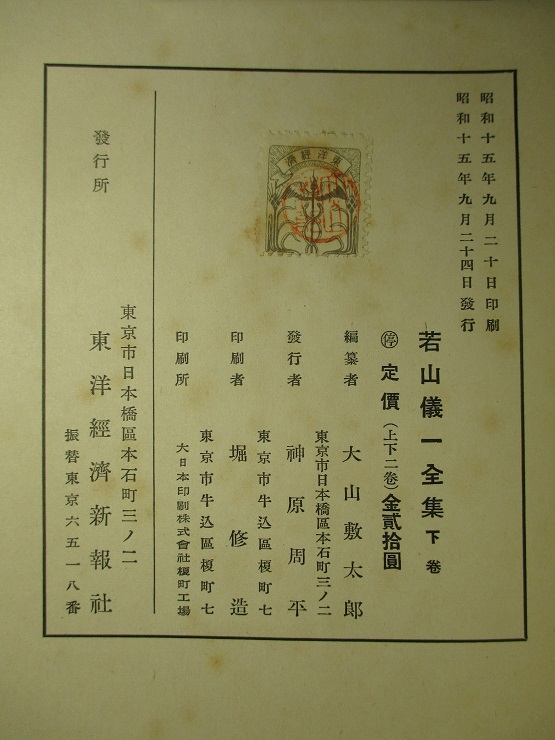 昭和十五年九月二十日印刷
昭和十五年九月二十四日發行
若山儀一全集 下卷
停 定價（上下二卷）金貳拾圓
編纂者 大山敷太郎
東京市日本橋區本石町三ノ二
發行者 神原周平
東京市牛込區榎町七
印刷者 堀修造
東京市牛込區榎町七
印刷所 大日本印刷株式會社榎町工場
發行所
東京市日本橋區本石町三ノ二
東洋經濟新報社
振替東京六五一八番
東洋經濟